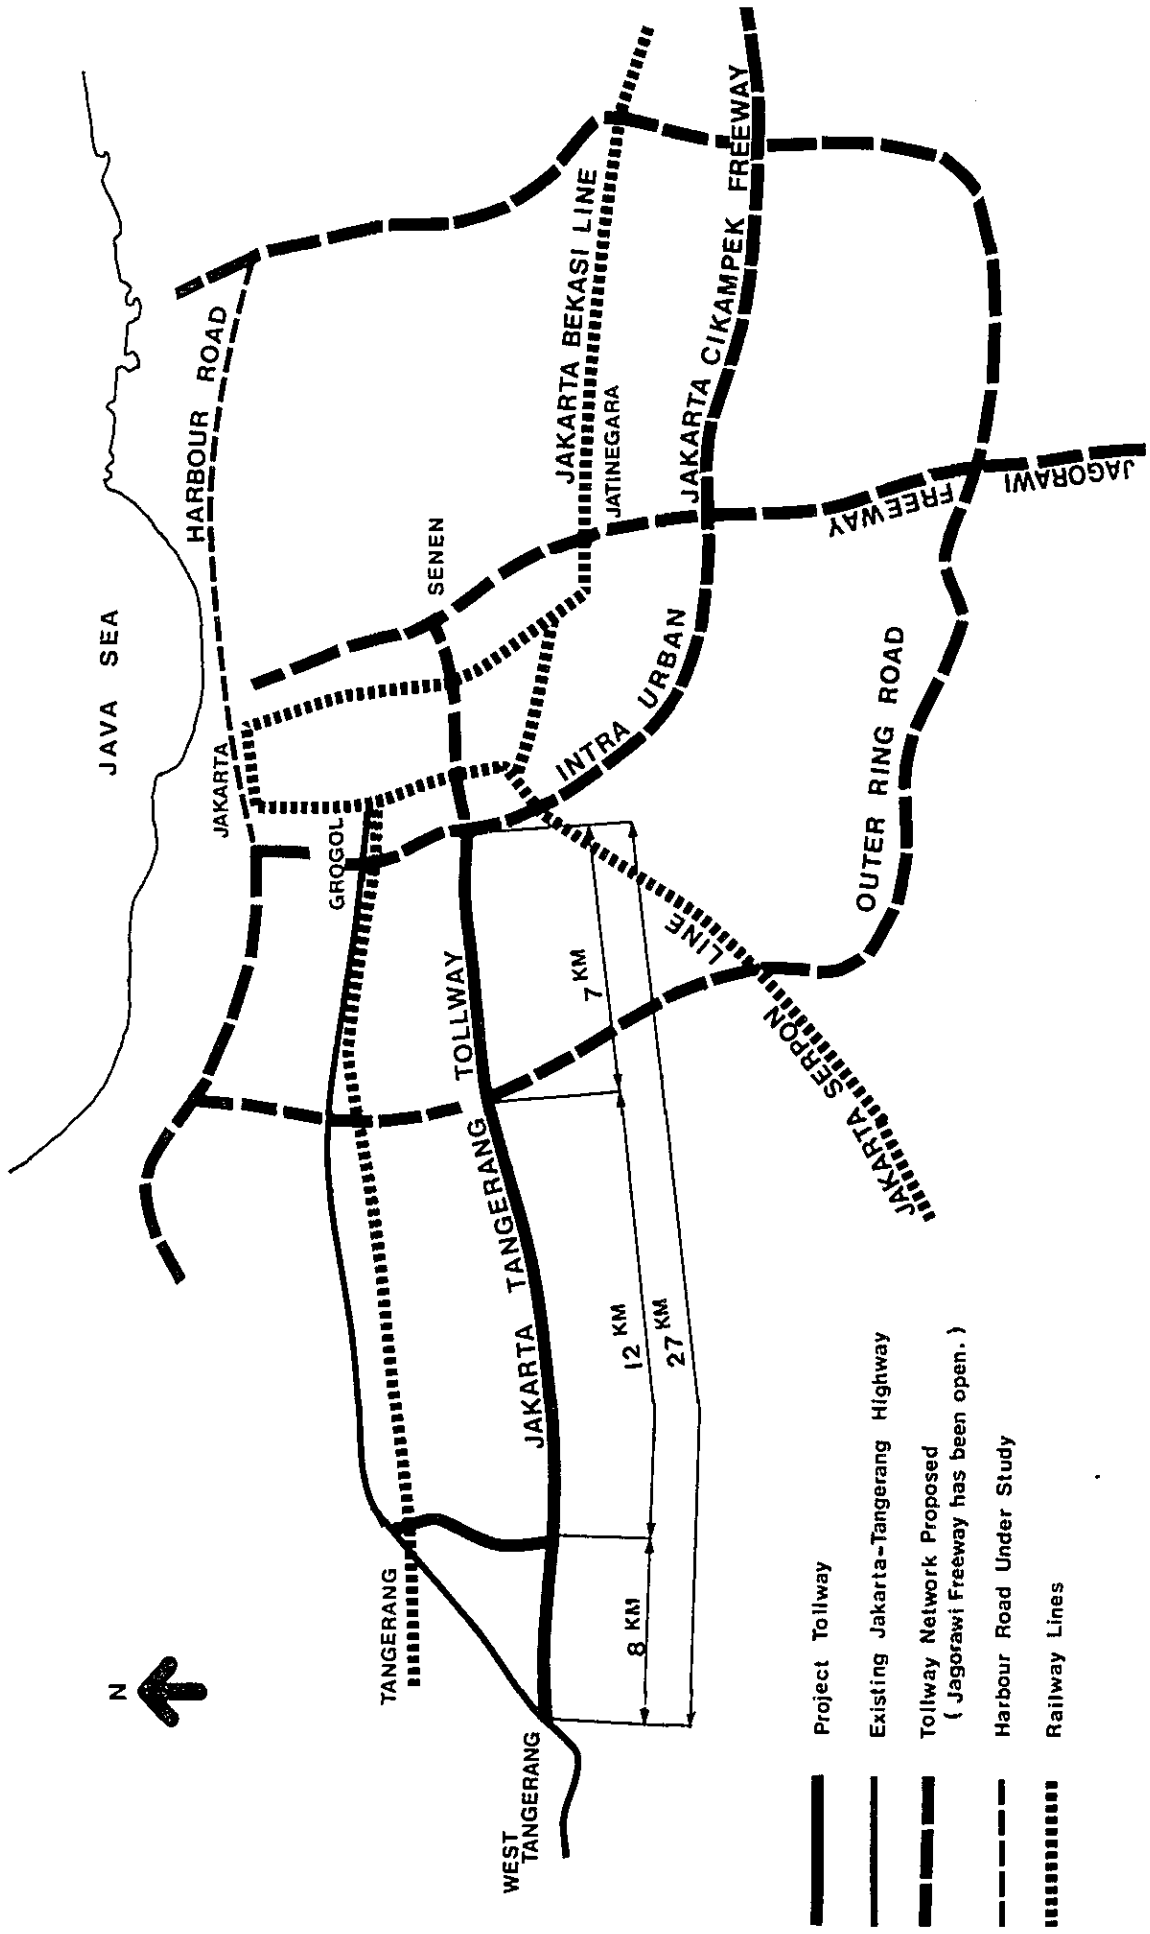 JAVA SEA
HARBOUR ROAD
JAKARTA
GROGOL
SENEN
JAKARTA BEKASI LINE
JATINEGARA
JAKARTA CIKAMPEK FREEWAY
INTRA URBAN
FREEWAY
JAGORAWI
OUTER RING ROAD
JAKARTA SERPON LINE
JAKARTA TANGERANG TOLLWAY
TANGERANG
WEST
TANGERANG
7 KM
12 KM
8 KM
27 KM
N
Project Tollway
Existing Jakarta-Tangerang Highway
Tollway Network Proposed
( Jagorawi Freeway has been open. )
Harbour Road Under Study
Railway Lines